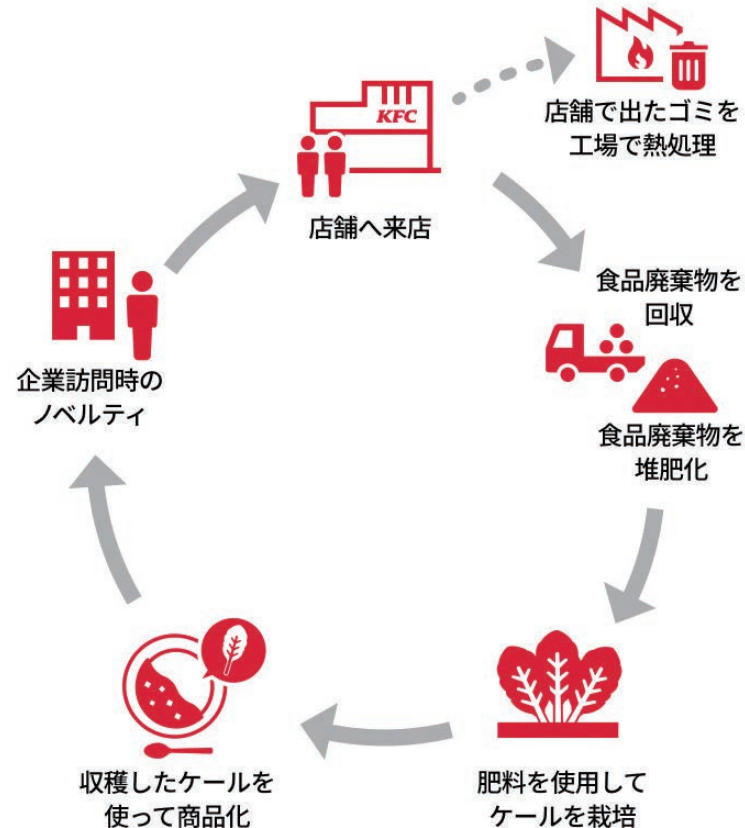 店舗で出たゴミを
工場で熱処理
KFC
店舗へ来店
食品廃棄物を
回収
食品廃棄物を
堆肥化
肥料を使用して
ケールを栽培
収穫したケールを
使って商品化
企業訪問時の
ノベルティ